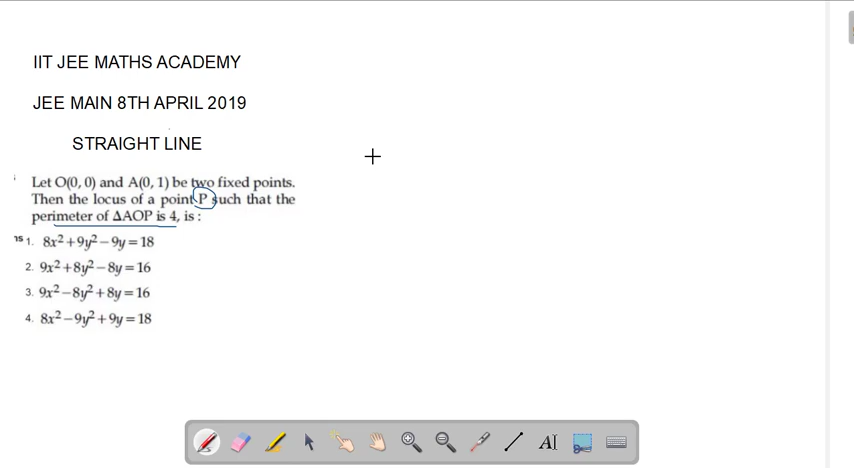 IIT JEE MATHS ACADEMY
JEE MAIN 8TH APRIL 2019
STRAIGHT LINE
Let O(0, 0) and A(0, 1) be two fixed points.
Then the locus of a point P such that the
perimeter of ΔAOP is 4, is :
1. 8x²+9y²−9y=18
2. 9x²+8y²−8y=16
3. 9x²−8y²+8y=16
4. 8x²−9y²+9y=18
AI